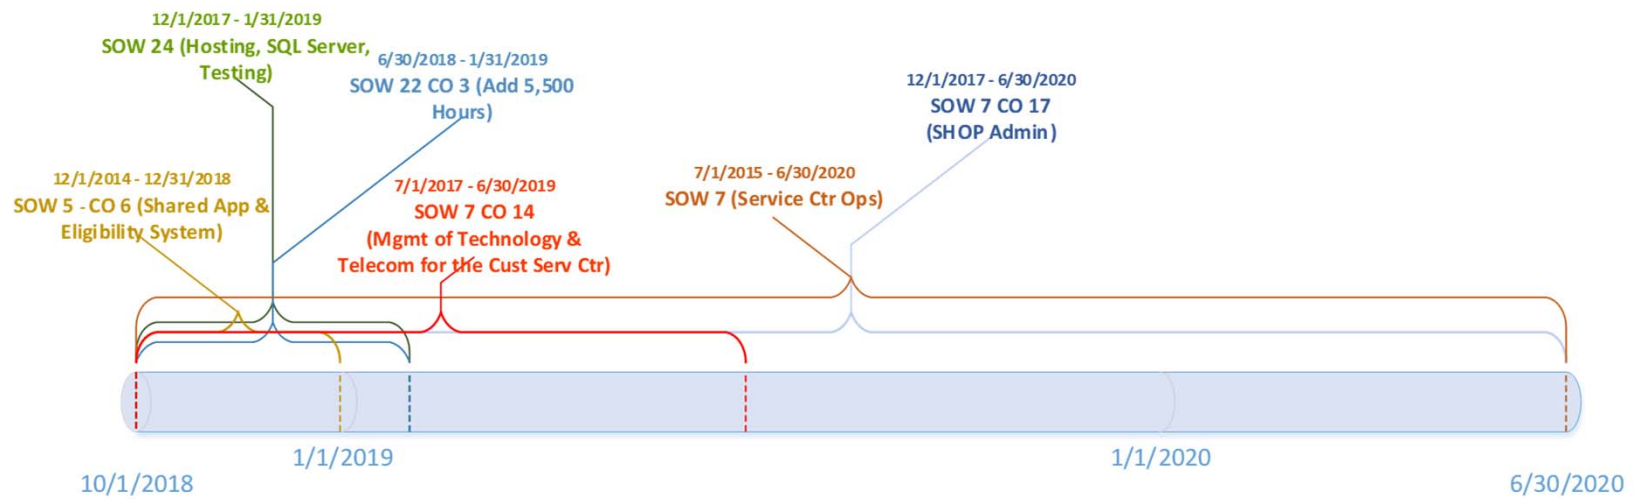 12/1/2017 - 1/31/2019
SOW 24 (Hosting, SQL Server,
Testing)
6/30/2018 - 1/31/2019
SOW 22 CO 3 (Add 5,500
Hours)
12/1/2017 - 6/30/2020
SOW 7 CO 17
(SHOP Admin)
12/1/2014 - 12/31/2018
SOW 5 - CO 6 (Shared App &
Eligibility System)
7/1/2017 - 6/30/2019
SOW 7 CO 14
(Mgmt of Technology &
Telecom for the Cust Serv Ctr)
7/1/2015 - 6/30/2020
SOW 7 (Service Ctr Ops)
1/1/2019
1/1/2020
10/1/2018
6/30/2020